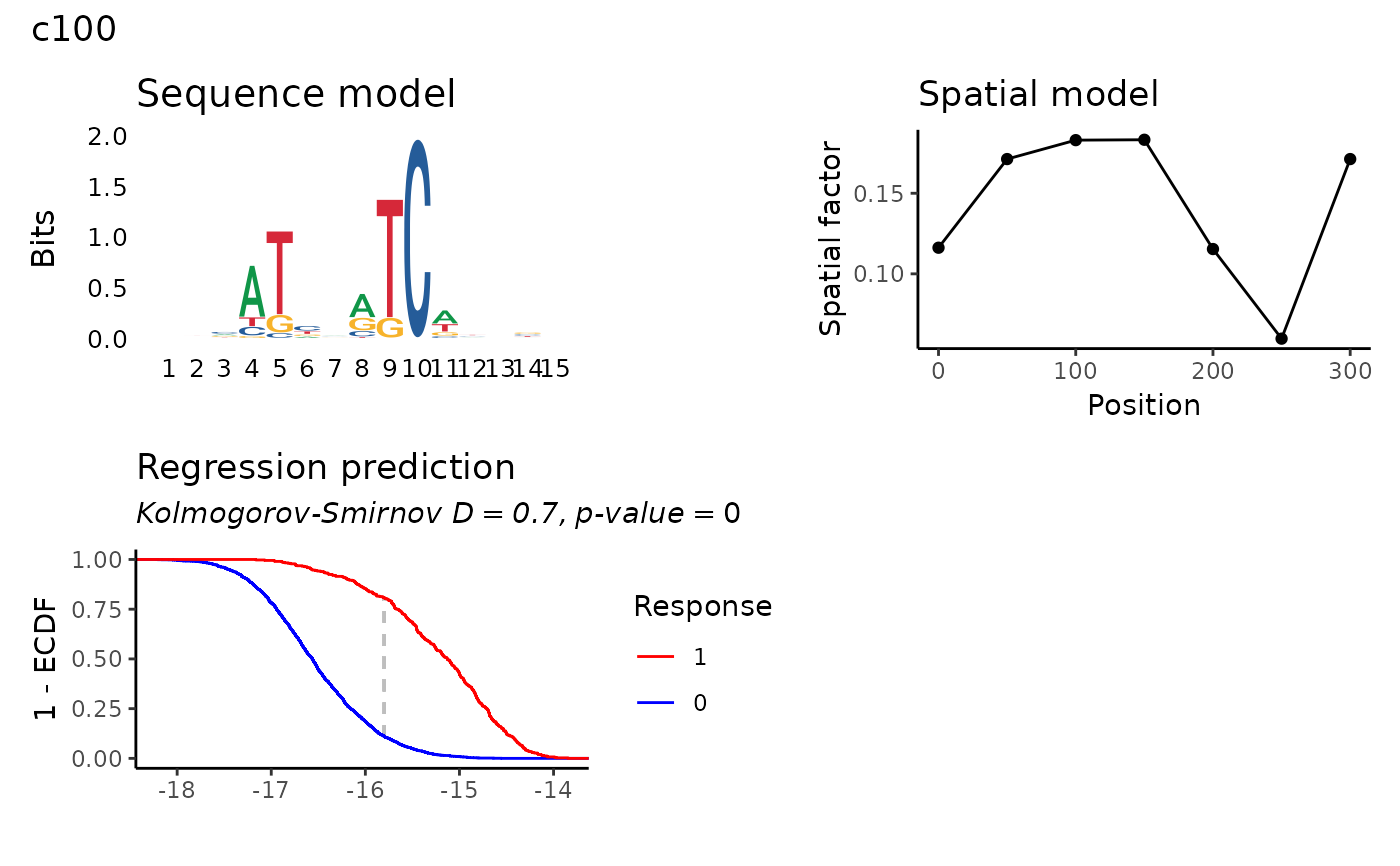 c100
Sequence model
2.0
1.5
1.0
0.5
0.0
Bits
1 2 3 4 5 6 7 8 9 10 11 12 13 14 15
Spatial model
0.15
0.10
Spatial factor
0 100 200 300
Position
Regression prediction
Kolmogorov-Smirnov D = 0.7, p-value = 0
1.00
0.75
0.50
0.25
0.00
1 - ECDF
-18 -17 -16 -15 -14
Response
1
0